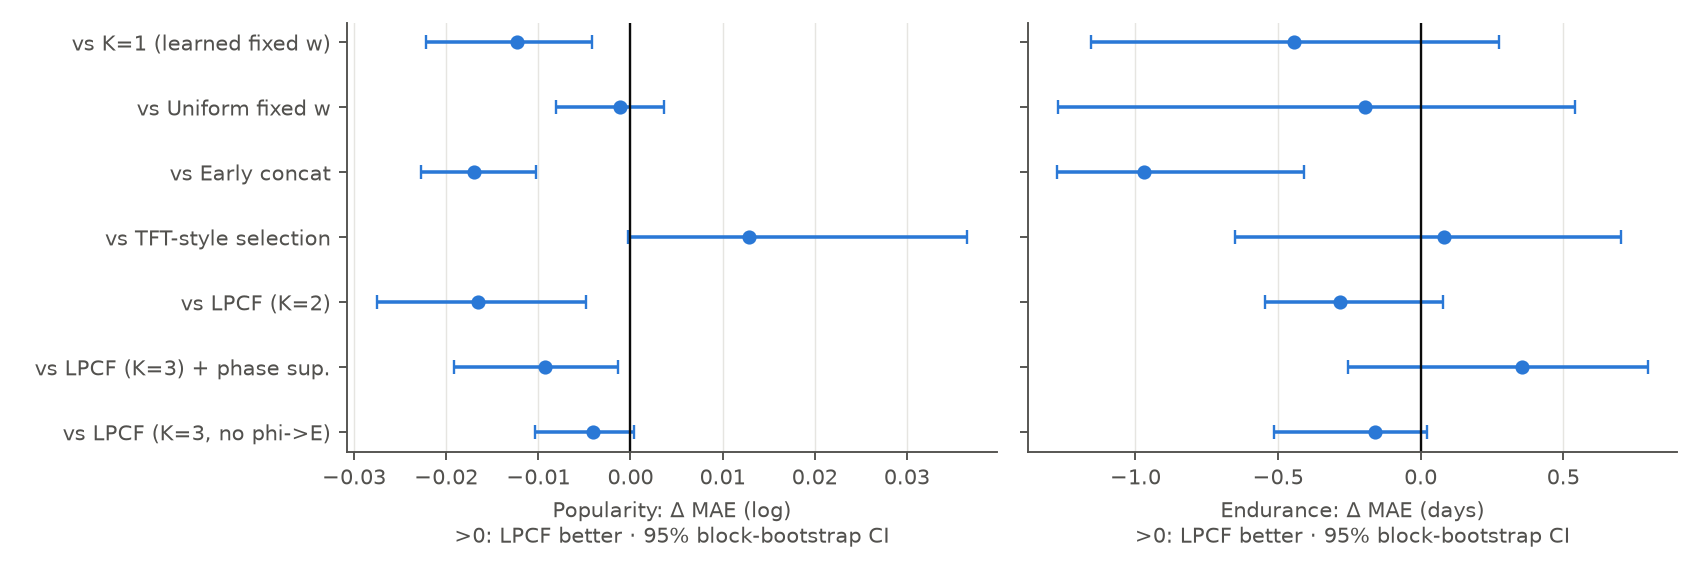 vs K=1 (learned fixed w)
vs Uniform fixed w
vs Early concat
vs TFT-style selection
vs LPCF (K=2)
vs LPCF (K=3) + phase sup.
vs LPCF (K=3, no phi->E)
−0.03 −0.02 −0.01 0.00 0.01 0.02 0.03
Popularity: Δ MAE (log)
>0: LPCF better · 95% block-bootstrap CI
−1.0 −0.5 0.0 0.5
Endurance: Δ MAE (days)
>0: LPCF better · 95% block-bootstrap CI